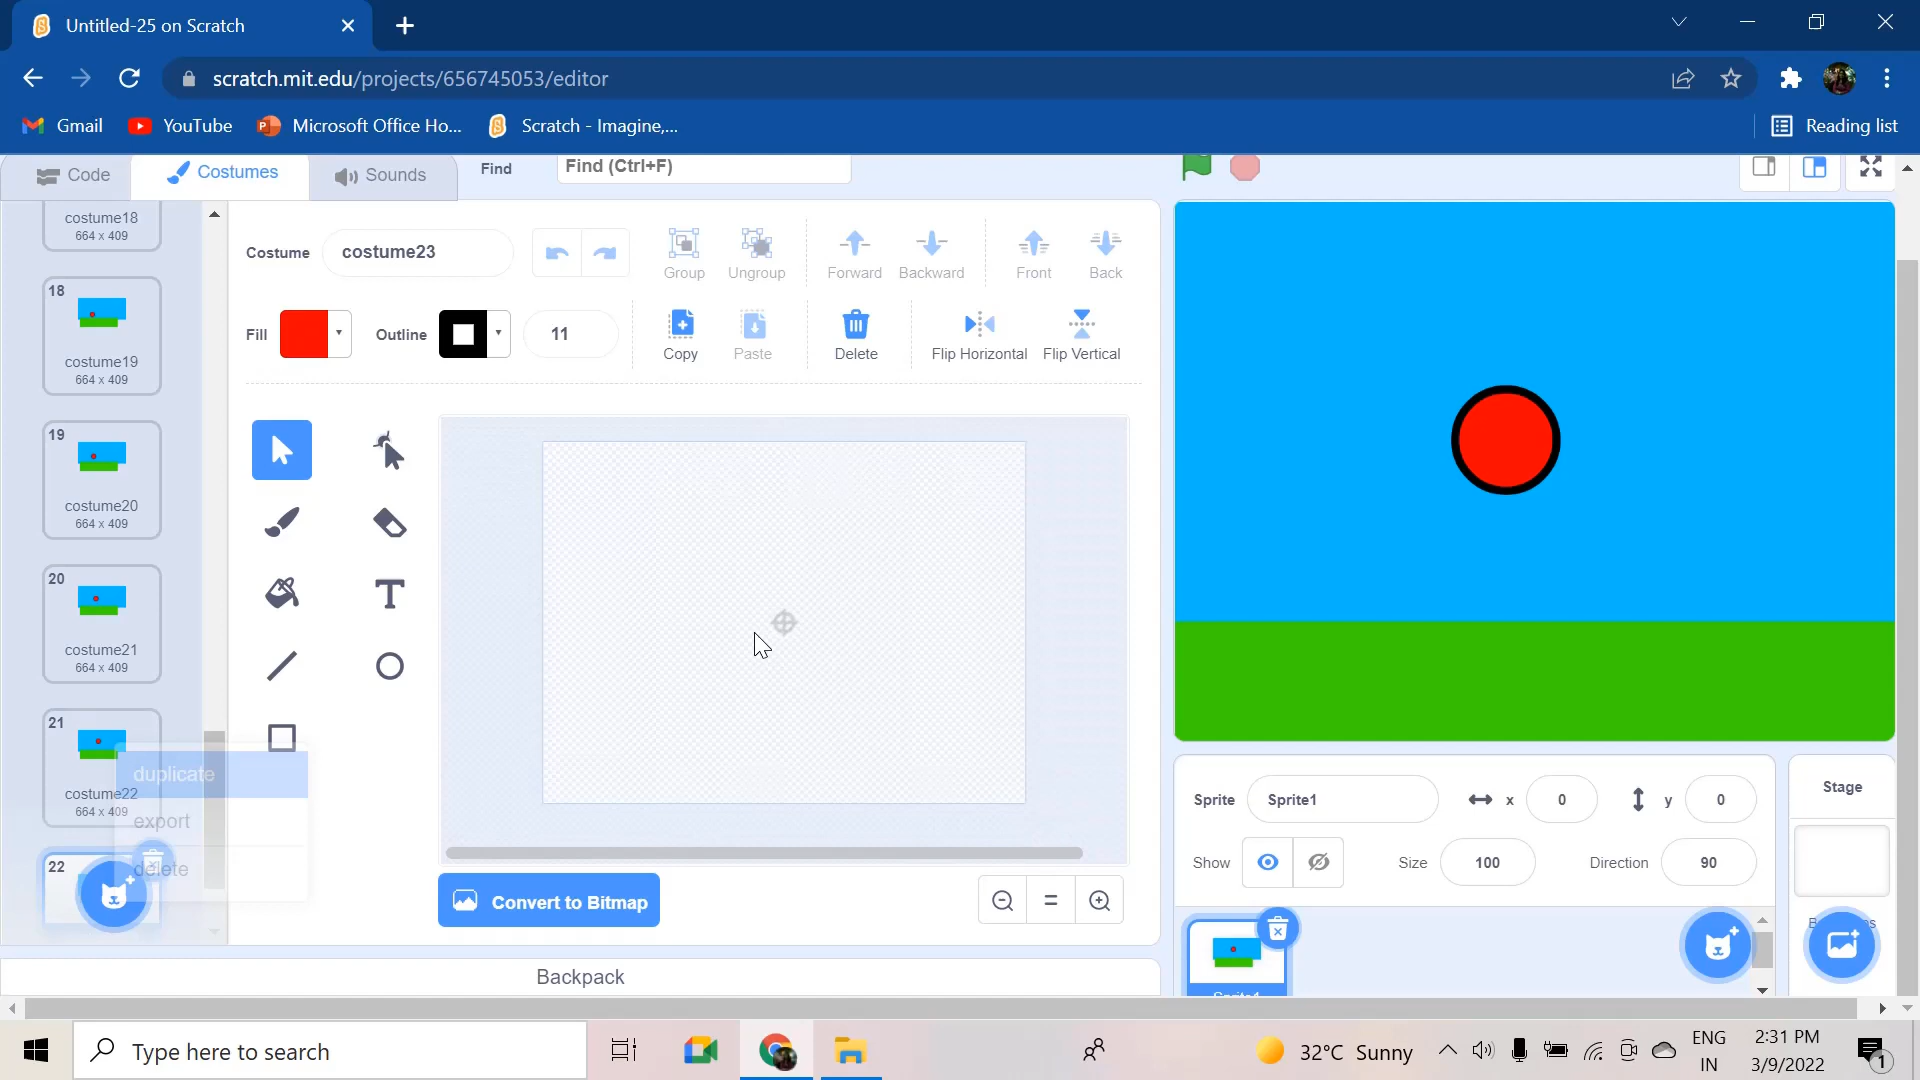 Untitled-25 on Scratch
scratch.mit.edu/projects/656745053/editor
Gmail
YouTube
Microsoft Office Ho...
Scratch - Imagine,...
Reading list
Code
Costumes
Sounds
Find
Find (Ctrl+F)
costume18
664 x 409
18
costume19
664 x 409
19
costume20
664 x 409
20
costume21
664 x 409
21
costume22
664 x 409
22
duplicate
export
delete
Costume
costume23
Group
Ungroup
Forward
Backward
Front
Back
Fill
Outline
11
Copy
Paste
Delete
Flip Horizontal
Flip Vertical
T
Convert to Bitmap
Backpack
Sprite
Sprite1
x
0
y
0
Show
Size
100
Direction
90
Stage
Type here to search
32°C Sunny
ENG
IN
2:31 PM
3/9/2022
1